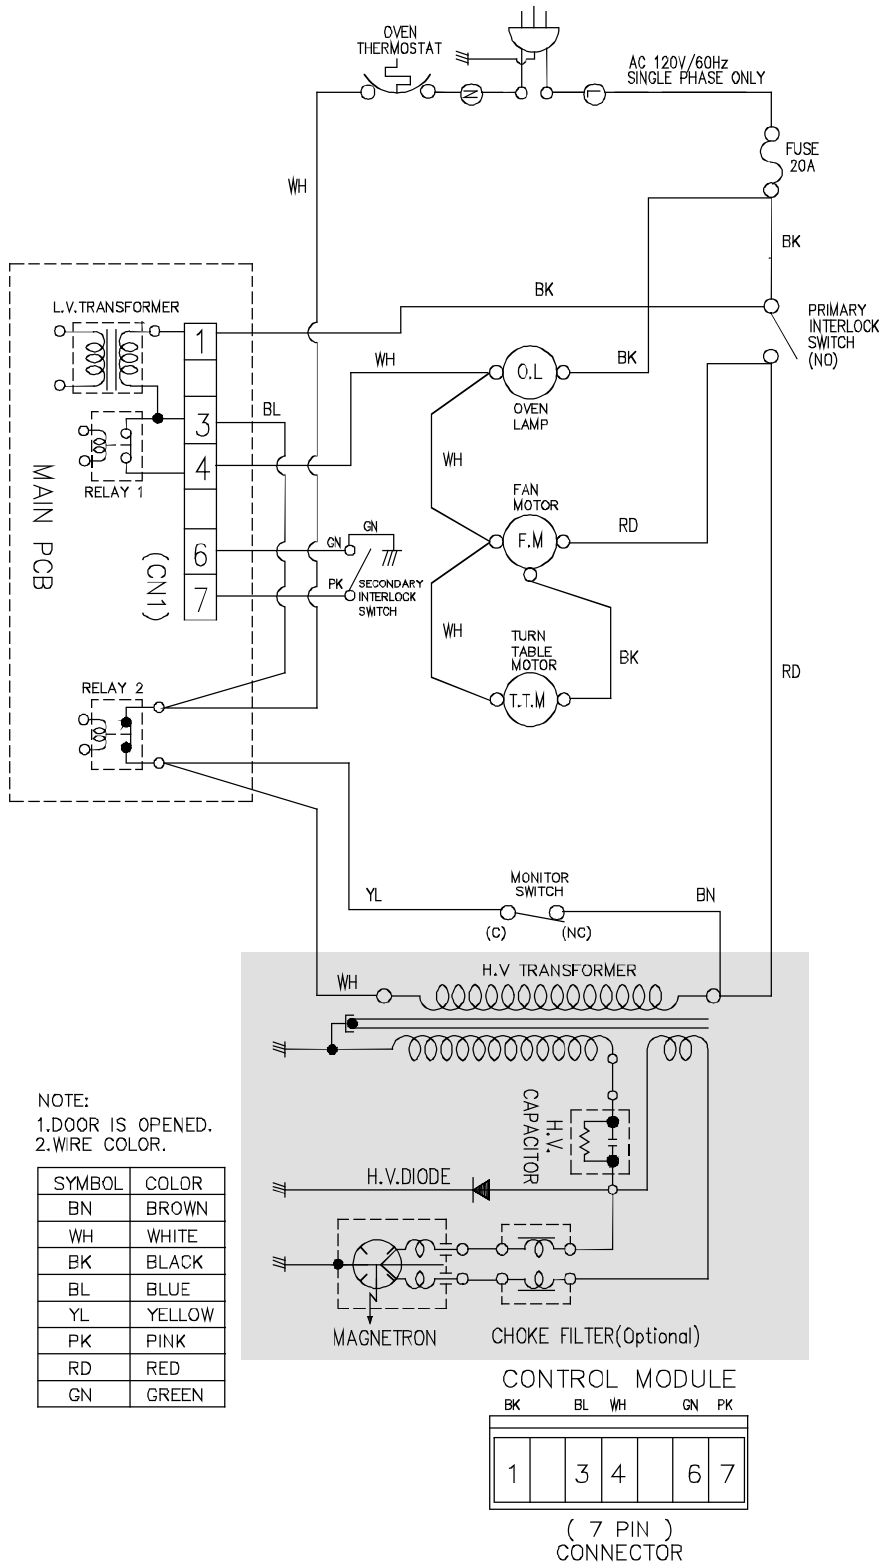 OVEN
THERMOSTAT
N
L
AC 120V/60Hz
SINGLE PHASE ONLY
FUSE
20A
WH
BK
BK
PRIMARY
INTERLOCK
SWITCH
(NO)
L.V.TRANSFORMER
1
WH
O.L
BK
OVEN
LAMP
3
BL
4
RELAY 1
MAIN PCB
(CN1)
WH
FAN
MOTOR
F.M
RD
6
GN
GN
7
PK
SECONDARY
INTERLOCK
SWITCH
WH
TURN
TABLE
MOTOR
T.T.M
BK
RD
RELAY 2
YL
MONITOR
SWITCH
BN
(C)
(NC)
WH
H.V TRANSFORMER
H.V.
CAPACITOR
H.V.DIODE
MAGNETRON
CHOKE FILTER(Optional)
NOTE:
1.DOOR IS OPENED.
2.WIRE COLOR.
SYMBOL COLOR
BN BROWN
WH WHITE
BK BLACK
BL BLUE
YL YELLOW
PK PINK
RD RED
GN GREEN
CONTROL MODULE
BK BL WH GN PK
1 3 4 6 7
( 7 PIN )
CONNECTOR